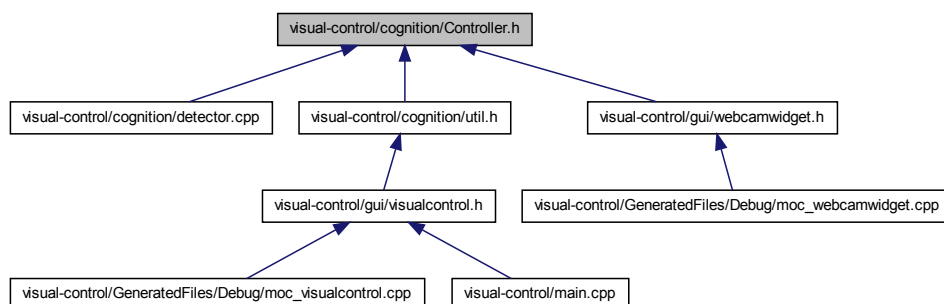 visual-control/cognition/Controller.h
visual-control/cognition/detector.cpp
visual-control/cognition/util.h
visual-control/gui/webcamwidget.h
visual-control/gui/visualcontrol.h
visual-control/GeneratedFiles/Debug/moc_webcamwidget.cpp
visual-control/GeneratedFiles/Debug/moc_visualcontrol.cpp
visual-control/main.cpp